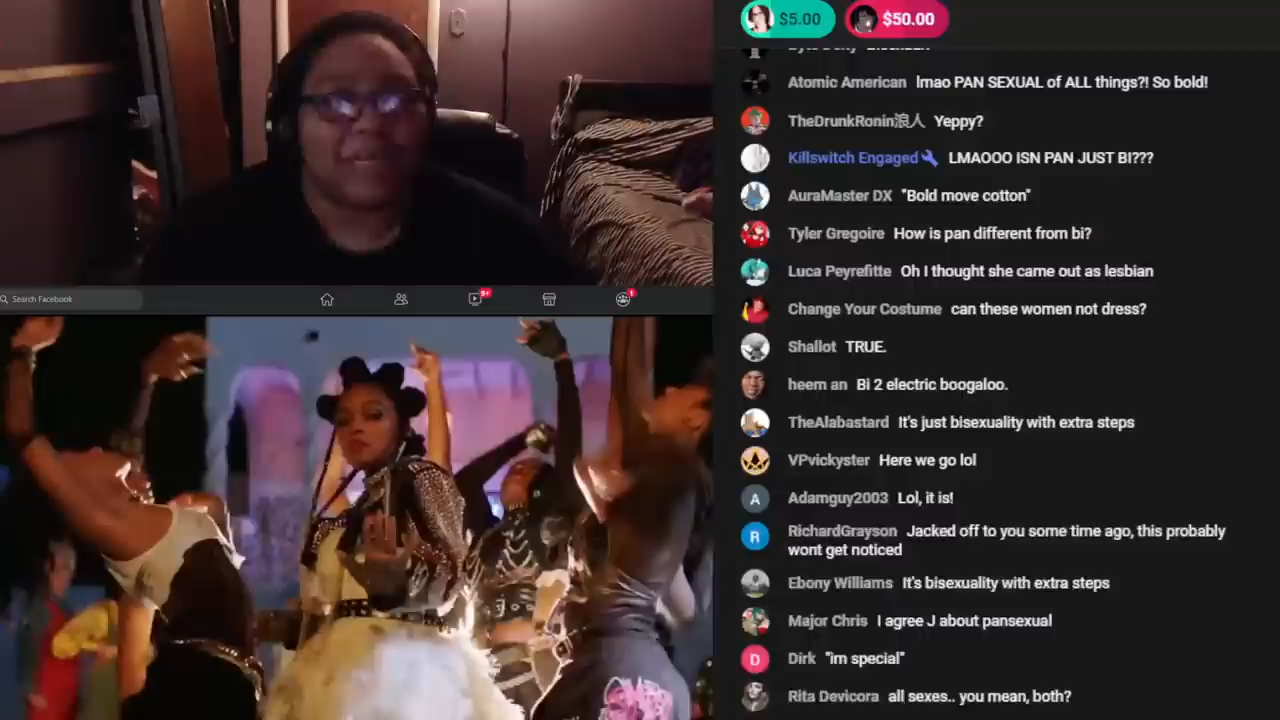 $5.00
$50.00
Atomic American lmao PAN SEXUAL of ALL things?! So bold!
TheDrunkRonin浪人 Yeppy?
Killswitch Engaged LMAOOO ISN PAN JUST BI???
AuraMaster DX "Bold move cotton"
Tyler Gregoire How is pan different from bi?
Luca Peyrefitte Oh I thought she came out as lesbian
Change Your Costume can these women not dress?
Shallot TRUE.
heem an Bi 2 electric boogaloo.
TheAlabastard It's just bisexuality with extra steps
VPvickyster Here we go lol
A Adamguy2003 Lol, it is!
R RichardGrayson Jacked off to you some time ago, this probably
wont get noticed
Ebony Williams It's bisexuality with extra steps
Major Chris I agree J about pansexual
D Dirk "im special"
Rita Devicora all sexes.. you mean, both?
Search Facebook
9+
1